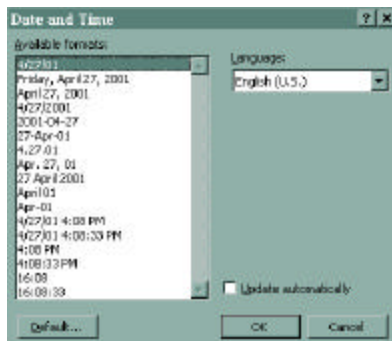 Date and Time
Available formats:
4/27/01
Friday, April 27, 2001
April 27, 2001
4/27/2001
2001-04-27
27-Apr-01
4.27.01
Apr. 27, 01
27 April 2001
April 01
Apr-01
4/27/01 4:08 PM
4/27/01 4:08:33 PM
4:08 PM
4:08:33 PM
16:08
16:08:33
Language:
English (U.S.)
Update automatically
Default...
OK
Cancel